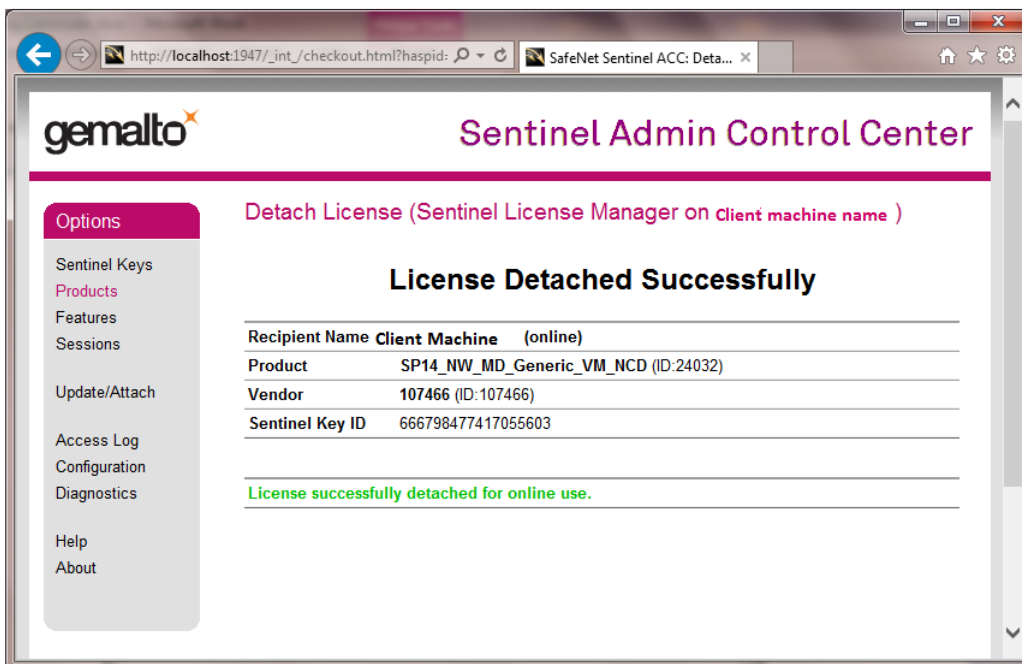 http://localhost:1947/_int_/checkout.html?haspid:
SafeNet Sentinel ACC: Deta...
gemalto
Sentinel Admin Control Center
Options
Sentinel Keys
Products
Features
Sessions
Update/Attach
Access Log
Configuration
Diagnostics
Help
About
Detach License (Sentinel License Manager on Client machine name )
License Detached Successfully
Recipient Name Client Machine (online)
Product SP14_NW_MD_Generic_VM_NCD (ID:24032)
Vendor 107466 (ID:107466)
Sentinel Key ID 666798477417055603
License successfully detached for online use.